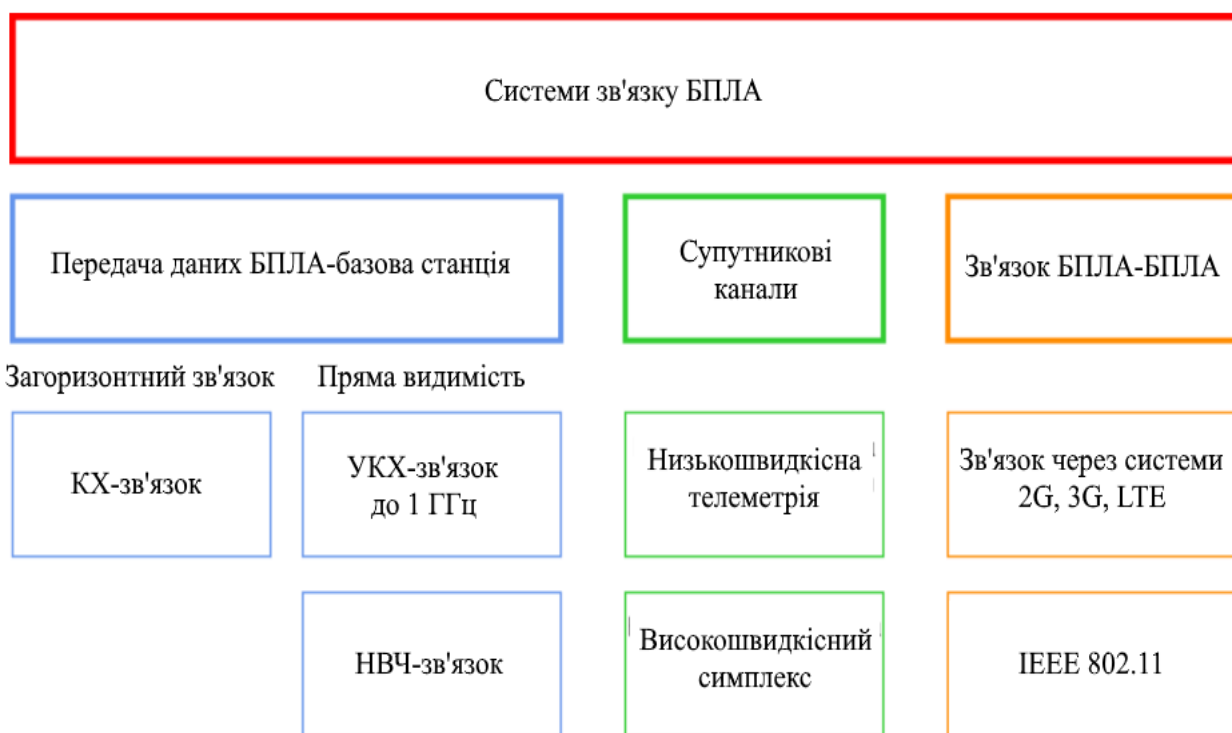 Системи зв'язку БПЛА
Передача даних БПЛА-базова станція
Супутникові
канали
Зв'язок БПЛА-БПЛА
Загоризонтний зв'язок
Пряма видимість
КХ-зв'язок
УКХ-зв'язок
до 1 ГГц
Низькошвидкісна
телеметрія
Зв'язок через системи
2G, 3G, LTE
НВЧ-зв'язок
Високошвидкісний
симплекс
IEEE 802.11